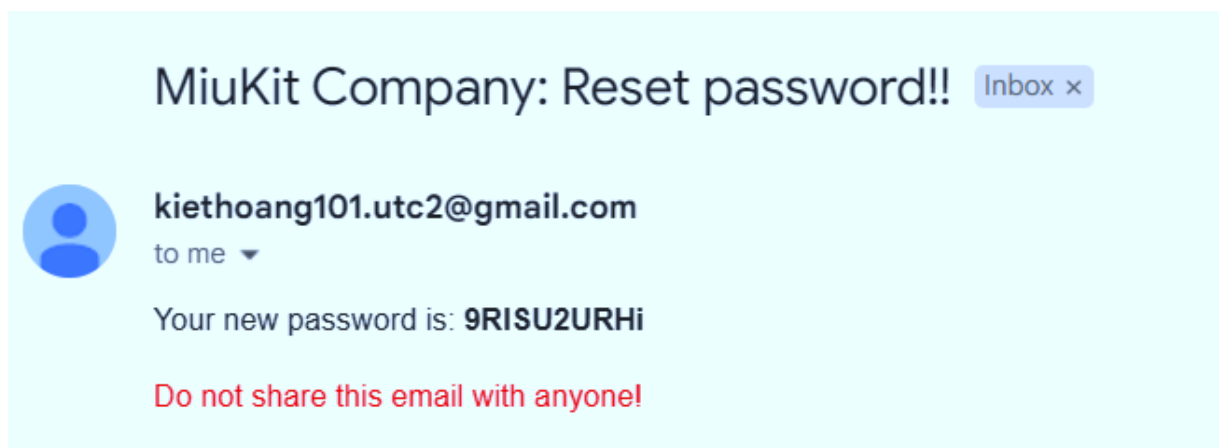 MiuKit Company: Reset password!! Inbox ×
kiethoang101.utc2@gmail.com
to me
Your new password is: 9RISU2URHi
Do not share this email with anyone!